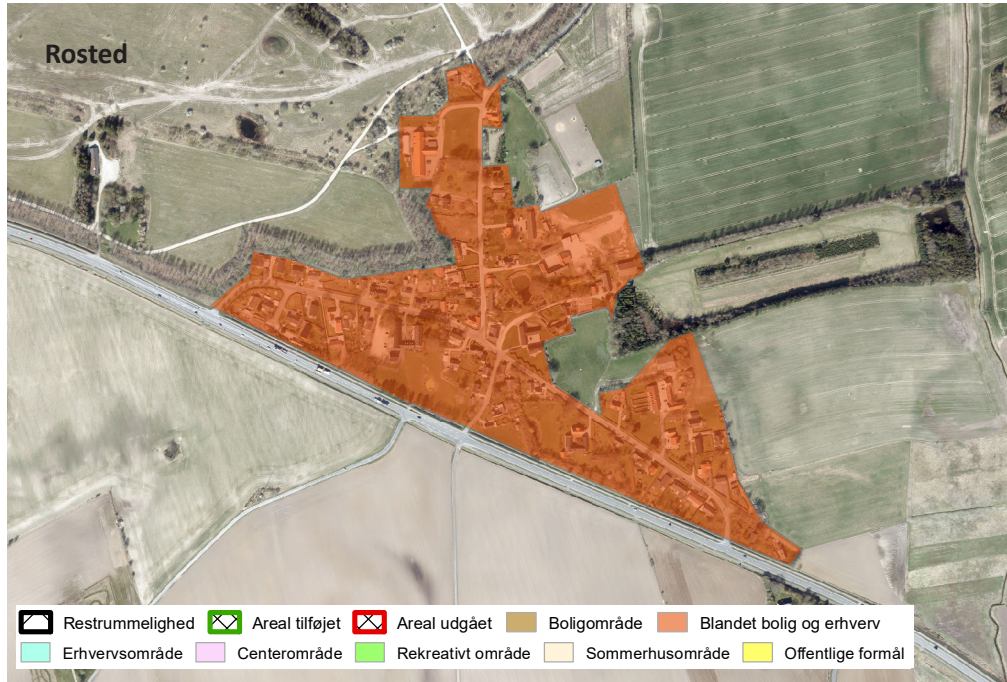 Rosted
Restrummelighed Areal tilføjet Areal udgået Boligområde Blandet bolig og erhverv
Erhvervsområde Centerområde Rekreativt område Sommerhusområde Offentlige formål